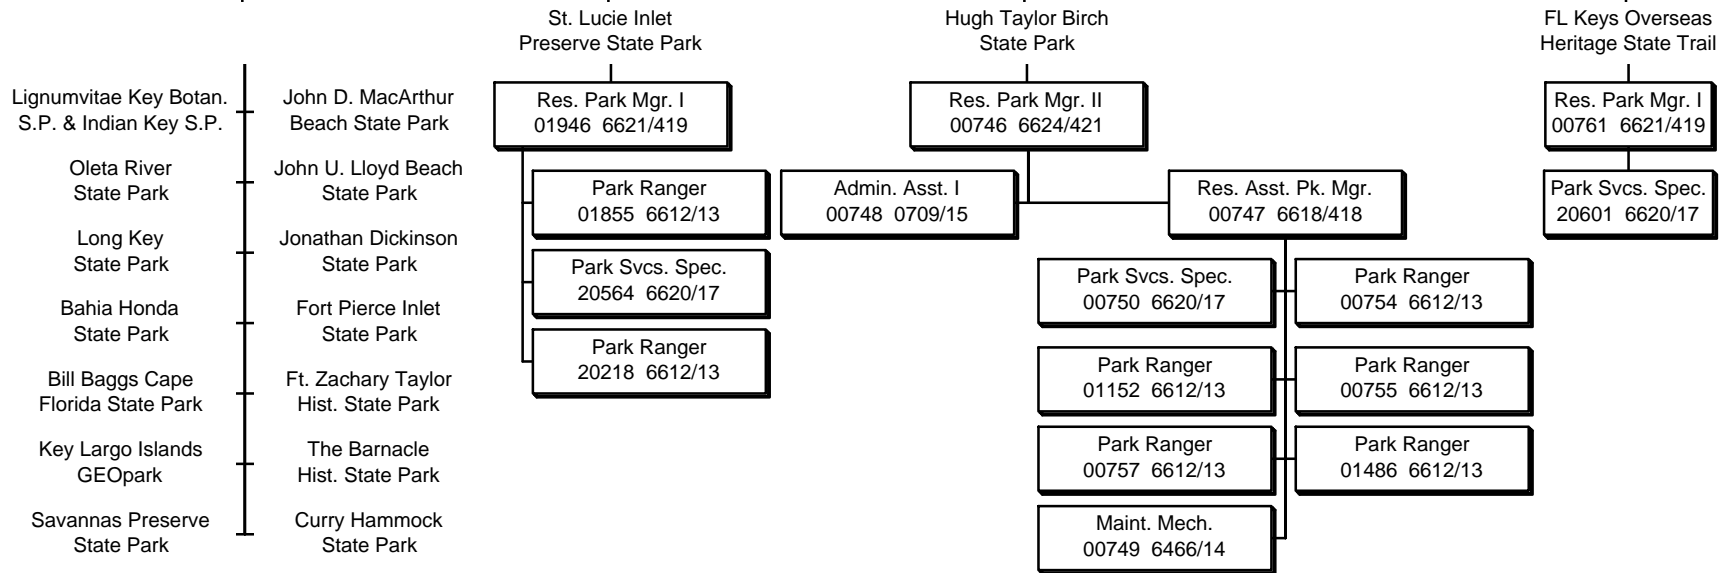 St. Lucie Inlet
Preserve State Park
Hugh Taylor Birch
State Park
FL Keys Overseas
Heritage State Trail
Lignumvitae Key Botan.
S.P. & Indian Key S.P.
John D. MacArthur
Beach State Park
Oleta River
State Park
John U. Lloyd Beach
State Park
Long Key
State Park
Jonathan Dickinson
State Park
Bahia Honda
State Park
Fort Pierce Inlet
State Park
Bill Baggs Cape
Florida State Park
Ft. Zachary Taylor
Hist. State Park
Key Largo Islands
GEOpark
The Barnacle
Hist. State Park
Savannas Preserve
State Park
Curry Hammock
State Park
Res. Park Mgr. I
01946 6621/419
Park Ranger
01855 6612/13
Park Svcs. Spec.
20564 6620/17
Park Ranger
20218 6612/13
Res. Park Mgr. II
00746 6624/421
Admin. Asst. I
00748 0709/15
Res. Asst. Pk. Mgr.
00747 6618/418
Park Svcs. Spec.
00750 6620/17
Park Ranger
00754 6612/13
Park Ranger
01152 6612/13
Park Ranger
00755 6612/13
Park Ranger
00757 6612/13
Park Ranger
01486 6612/13
Maint. Mech.
00749 6466/14
Res. Park Mgr. I
00761 6621/419
Park Svcs. Spec.
20601 6620/17